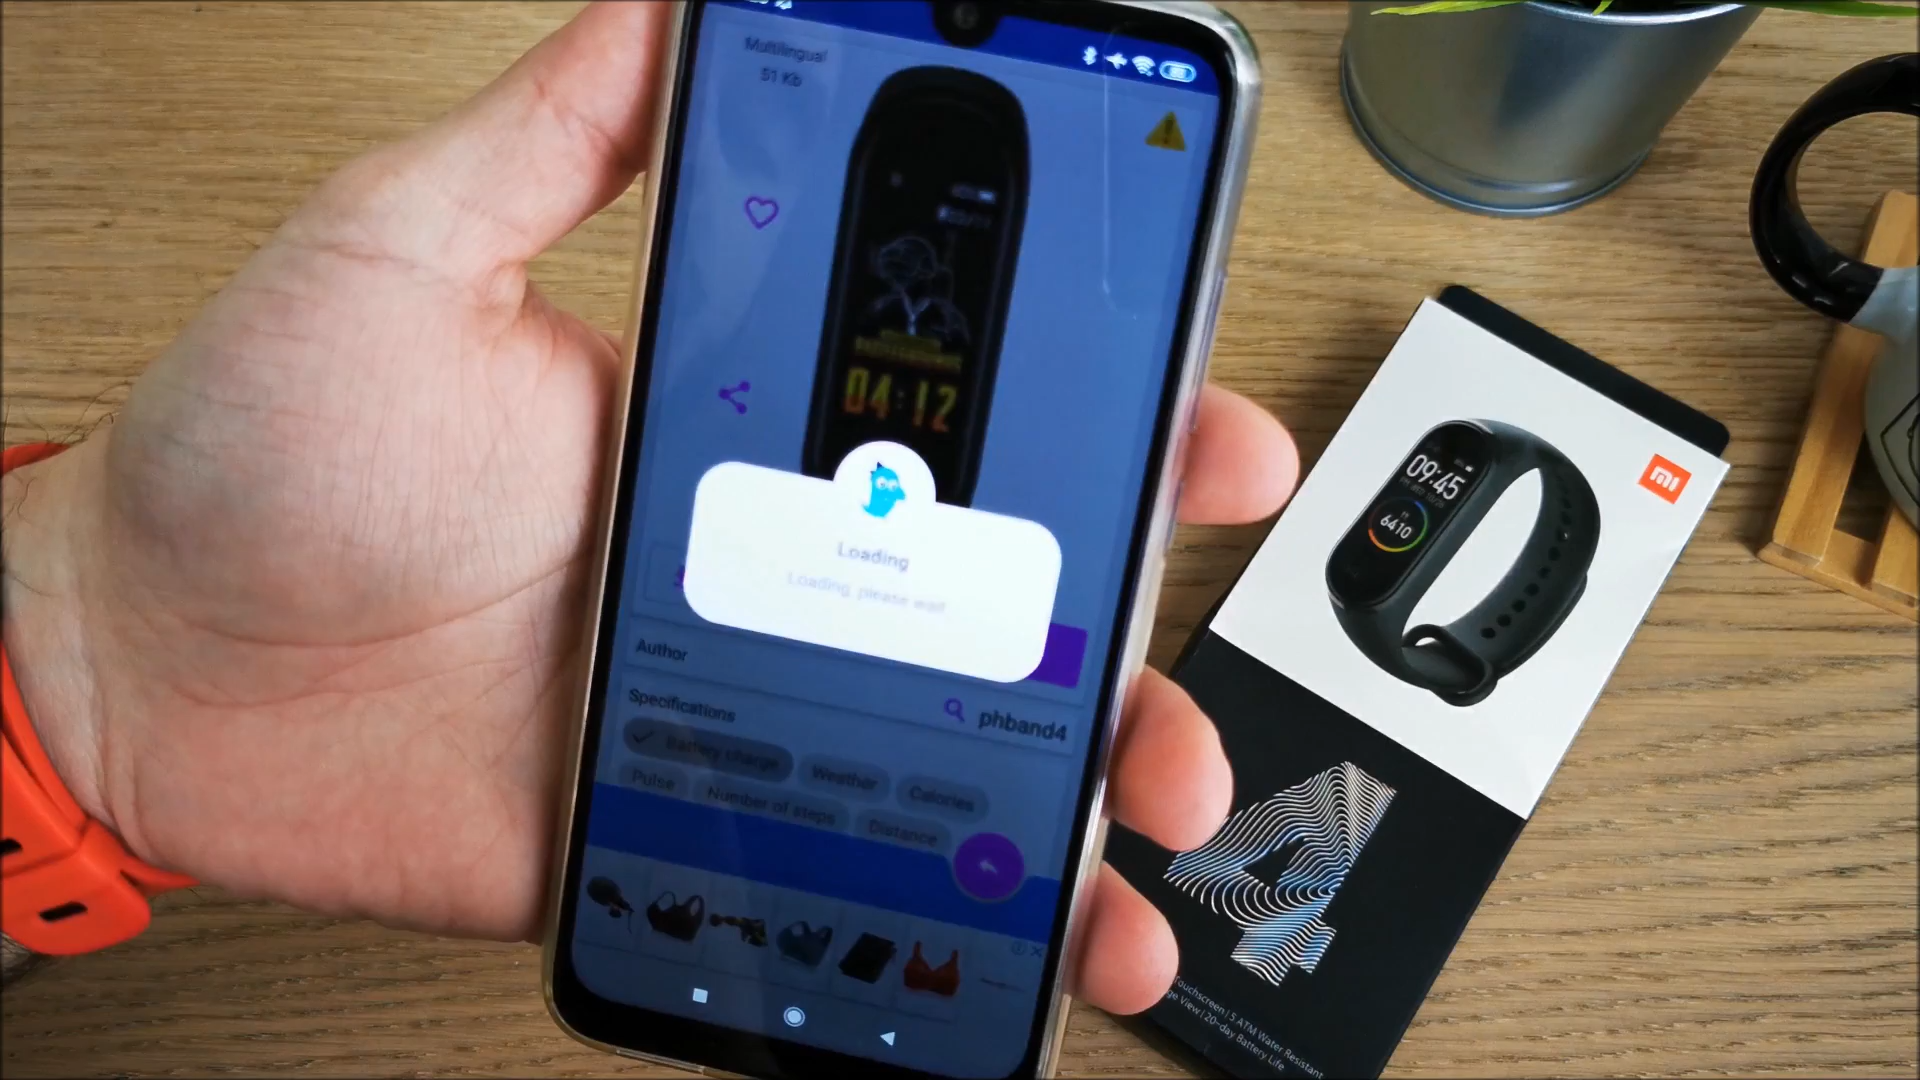 Multilingual
51 Kb
04:12
Loading
Loading, please wait
Author
phband4
Specifications
Battery charge
Weather
Calories
Pulse
Number of steps
Distance
09:45
6410
mi
4
Touchscreen | 5 ATM Water Resistant
View | 20-day Battery Life